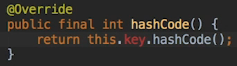 @Override
public final int hashCode() {
return this.key.hashCode();
}